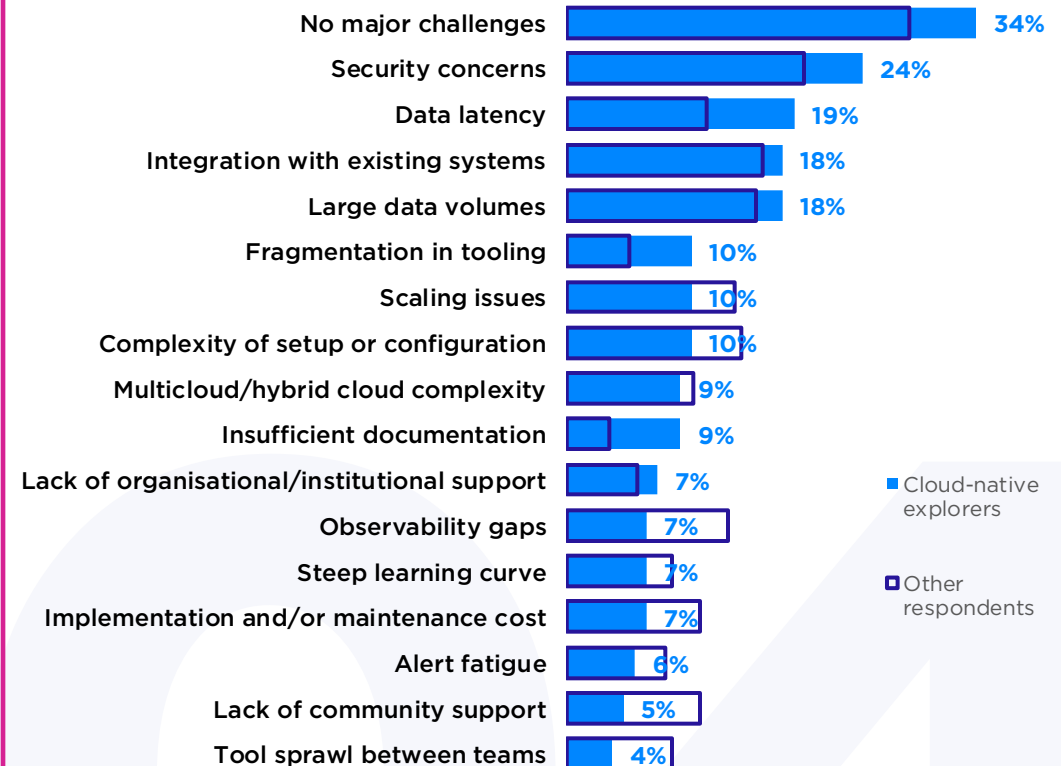 No major challenges 34%
Security concerns 24%
Data latency 19%
Integration with existing systems 18%
Large data volumes 18%
Fragmentation in tooling 10%
Scaling issues 10%
Complexity of setup or configuration 10%
Multicloud/hybrid cloud complexity 9%
Insufficient documentation 9%
Lack of organisational/institutional support 7%
Observability gaps 7%
Steep learning curve 7%
Implementation and/or maintenance cost 7%
Alert fatigue 6%
Lack of community support 5%
Tool sprawl between teams 4%
Cloud-native
explorers
Other
respondents
04